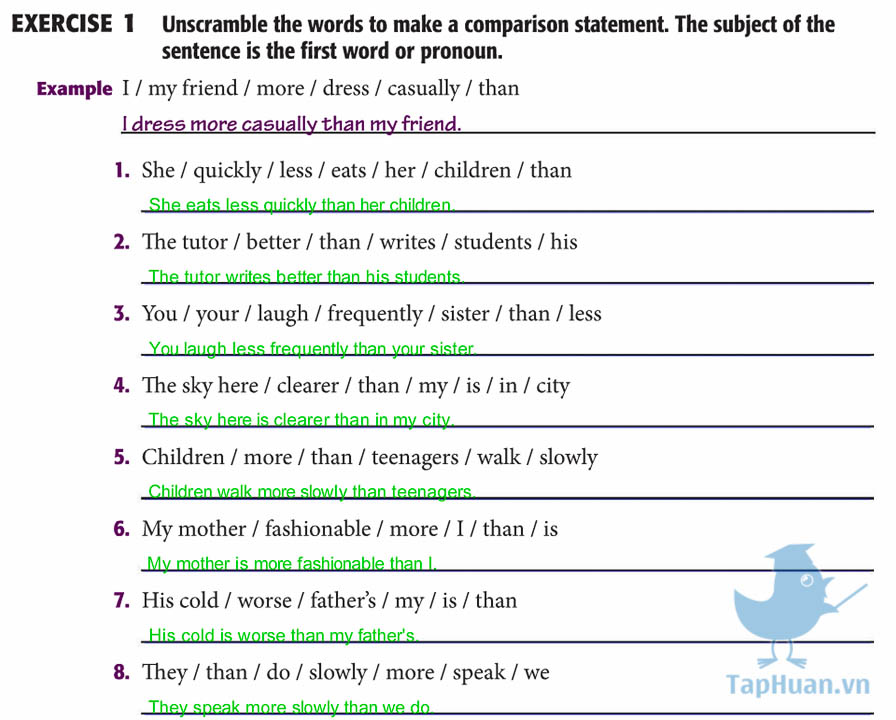 EXERCISE 1 Unscramble the words to make a comparison statement. The subject of the
sentence is the first word or pronoun.
Example I / my friend / more / dress / casually / than
I dress more casually than my friend.
1. She / quickly / less / eats / her / children / than
She eats less quickly than her children.
2. The tutor / better / than / writes / students / his
The tutor writes better than his students.
3. You / your / laugh / frequently / sister / than / less
You laugh less frequently than your sister.
4. The sky here / clearer / than / my / is / in / city
The sky here is clearer than in my city.
5. Children / more / than / teenagers / walk / slowly
Children walk more slowly than teenagers.
6. My mother / fashionable / more / I / than / is
My mother is more fashionable than I.
7. His cold / worse / father’s / my / is / than
His cold is worse than my father's.
8. They / than / do / slowly / more / speak / we
They speak more slowly than we do.
TapHuan.vn